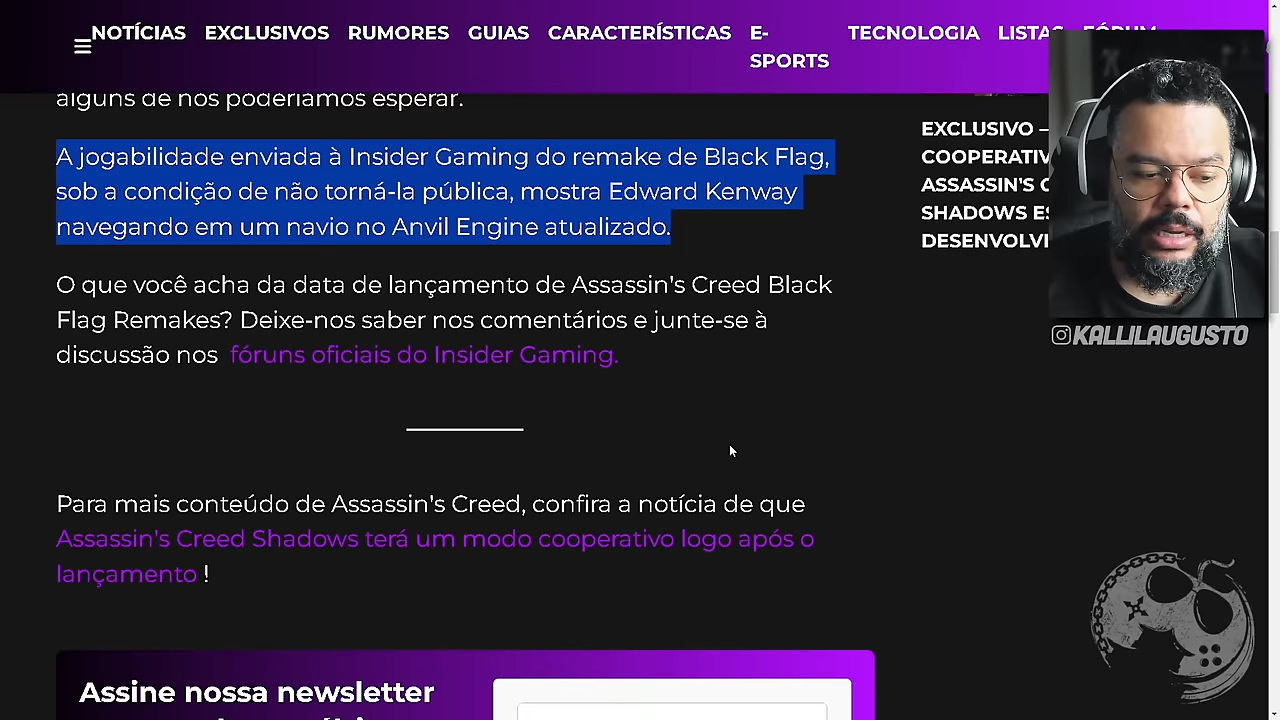 NOTÍCIAS EXCLUSIVOS RUMORES GUIAS CARACTERÍSTICAS E-SPORTS TECNOLOGIA LISTAS FÓRUM
alguns de nós poderíamos esperar.
A jogabilidade enviada à Insider Gaming do remake de Black Flag,
sob a condição de não torná-la pública, mostra Edward Kenway
navegando em um navio no Anvil Engine atualizado.
O que você acha da data de lançamento de Assassin's Creed Black
Flag Remakes? Deixe-nos saber nos comentários e junte-se à
discussão nos fóruns oficiais do Insider Gaming.
Para mais conteúdo de Assassin's Creed, confira a notícia de que
Assassin's Creed Shadows terá um modo cooperativo logo após o
lançamento !
Assine nossa newsletter
EXCLUSIVO –
COOPERATIV
ASSASSIN'S C
SHADOWS ES
DESENVOLVI
KALLILAUGUSTO